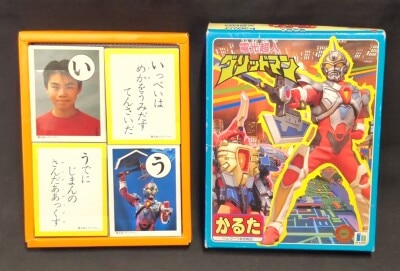 い
いっぺいは
めかをうみだす
てんさいだ
うでに
じまんの
さんだあっくす
う
電光超人
グリッドマン
かるた